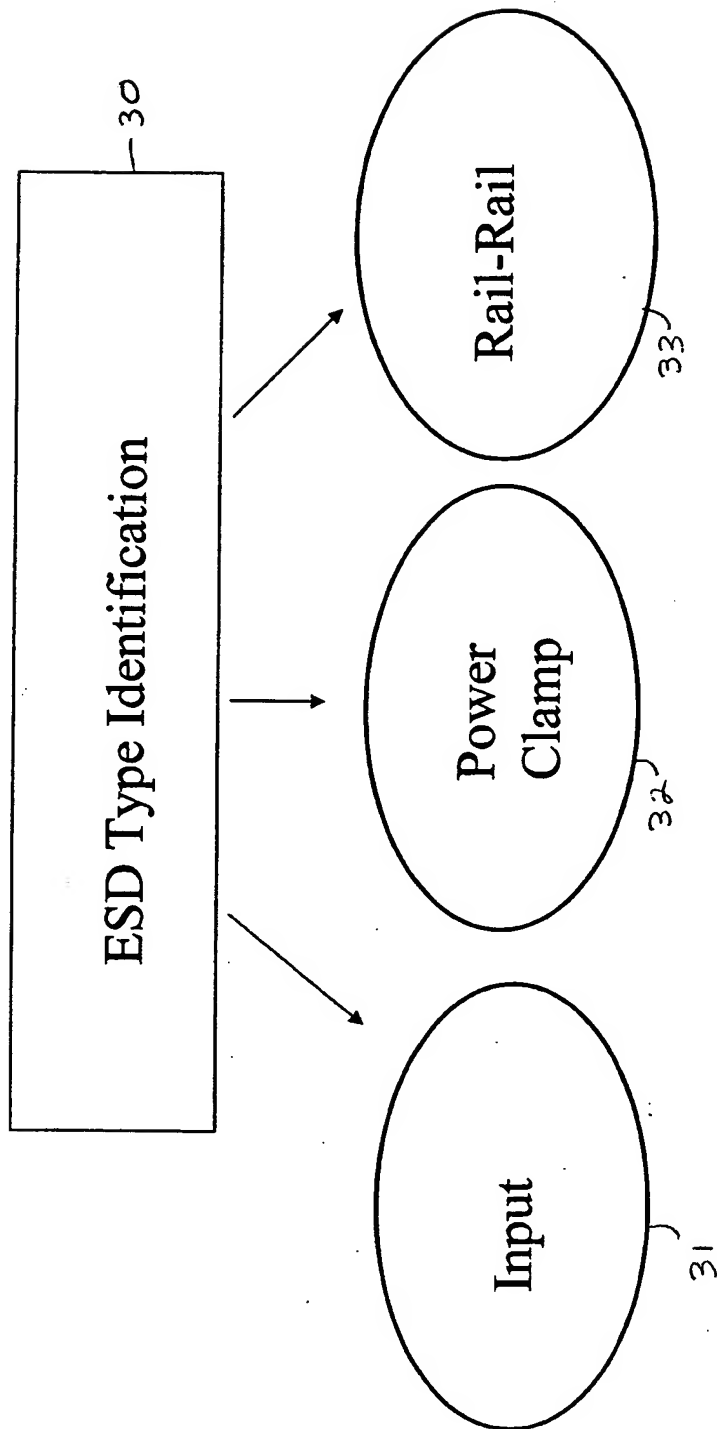 30
ESD Type Identification
Input
31
Power
Clamp
32
Rail-Rail
33